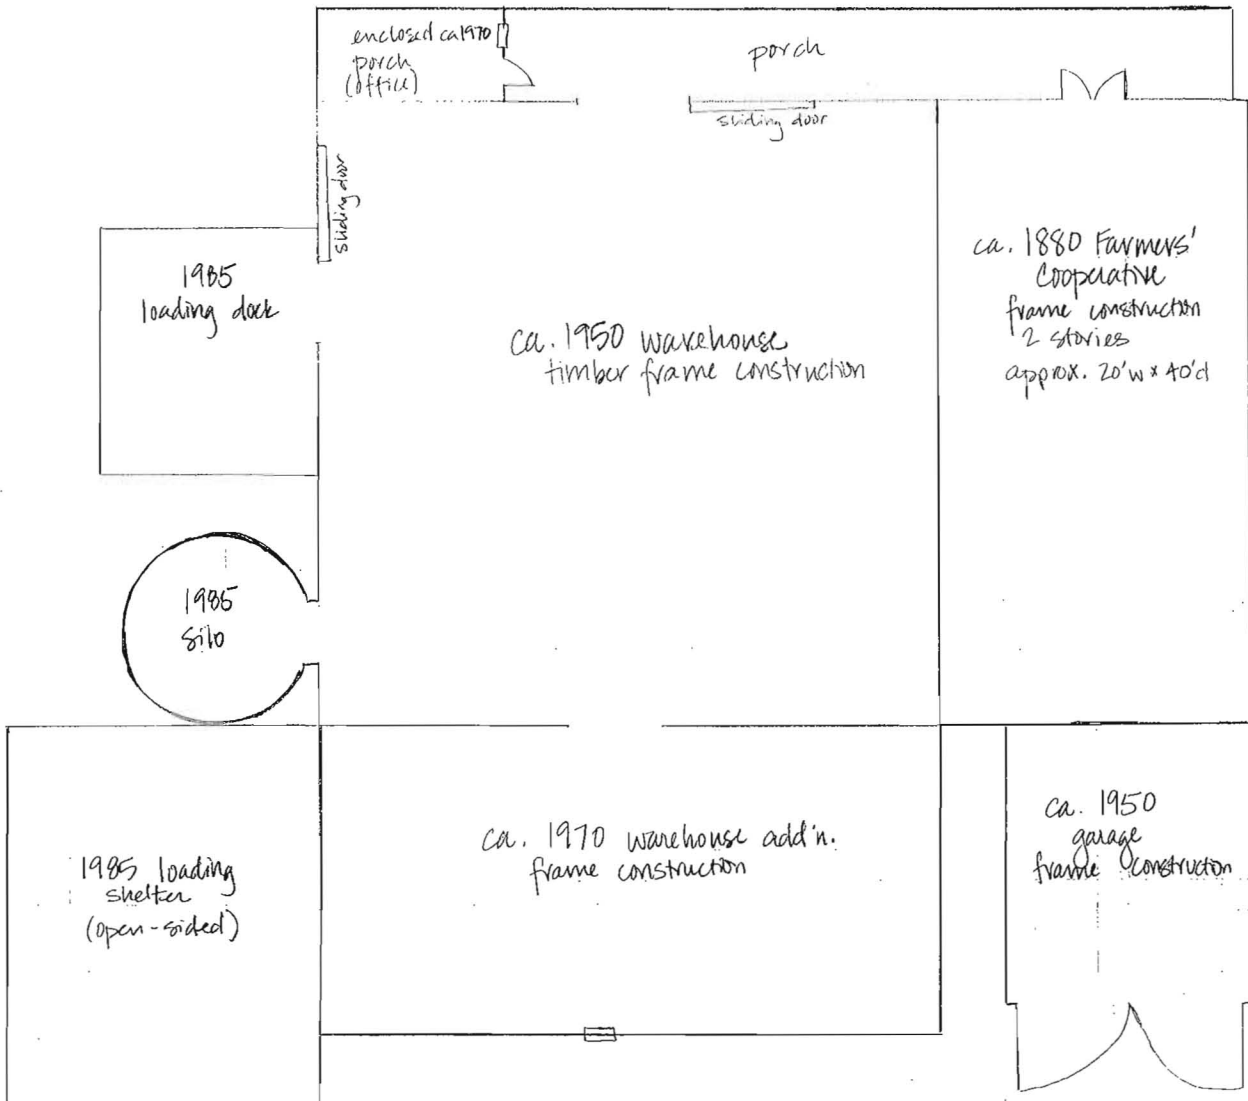 enclosed ca 1970
porch
(office)
porch
sliding door
sliding door
1985
loading dock
ca. 1950 warehouse
timber frame construction
ca. 1880 Farmers'
Cooperative
frame construction
2 stories
approx. 20'w x 40'd
1985
silo
1985 loading
shelter
(open-sided)
ca. 1970 warehouse add'n.
frame construction
ca. 1950
garage
frame construction